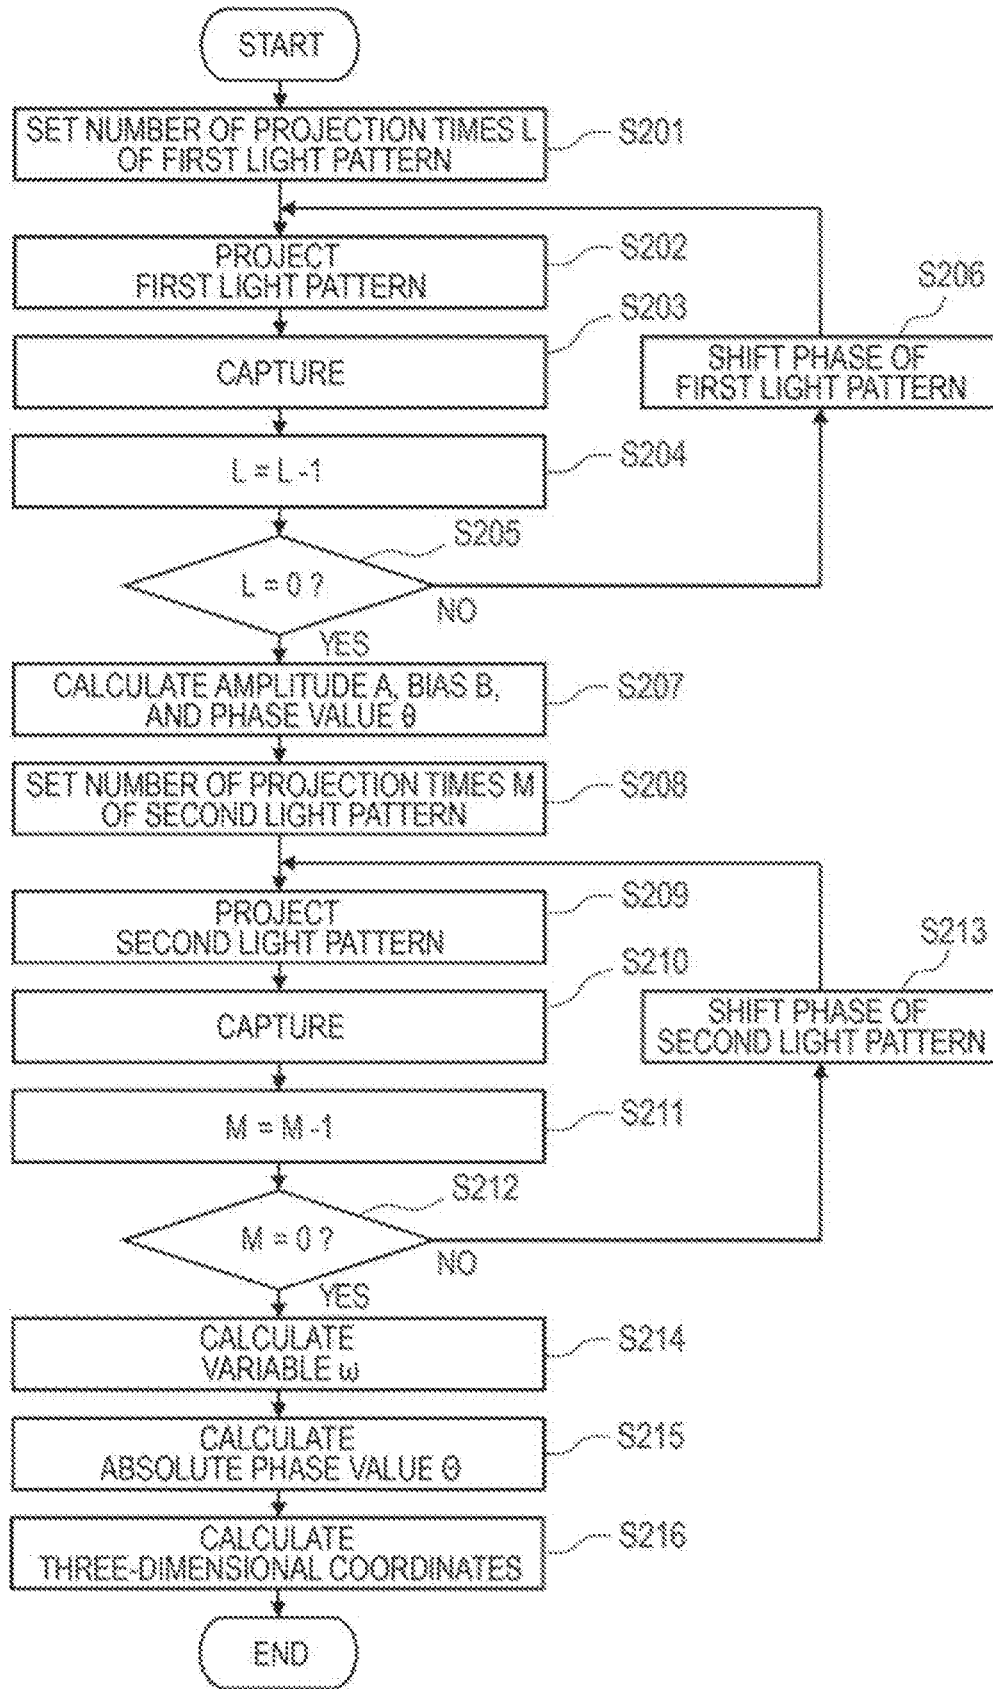 START
SET NUMBER OF PROJECTION TIMES L
OF FIRST LIGHT PATTERN
S201
PROJECT
FIRST LIGHT PATTERN
S202
CAPTURE
S203
SHIFT PHASE OF
FIRST LIGHT PATTERN
S206
L = L -1
S204
L = 0 ?
S205
NO
YES
CALCULATE AMPLITUDE A, BIAS B,
AND PHASE VALUE θ
S207
SET NUMBER OF PROJECTION TIMES M
OF SECOND LIGHT PATTERN
S208
PROJECT
SECOND LIGHT PATTERN
S209
CAPTURE
S210
SHIFT PHASE OF
SECOND LIGHT PATTERN
S213
M = M -1
S211
M = 0 ?
S212
NO
YES
CALCULATE
VARIABLE ω
S214
CALCULATE
ABSOLUTE PHASE VALUE Θ
S215
CALCULATE
THREE-DIMENSIONAL COORDINATES
S216
END